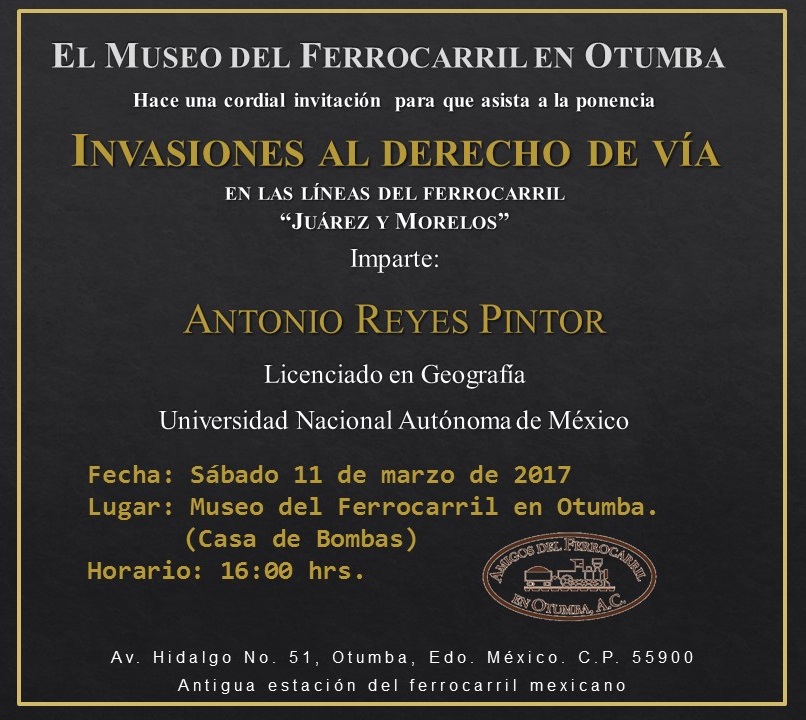 EL MUSEO DEL FERROCARRIL EN OTUMBA
Hace una cordial invitación para que asista a la ponencia
INVASIONES AL DERECHO DE VÍA
EN LAS LÍNEAS DEL FERROCARRIL
“JUÁREZ Y MORELOS”
Imparte:
ANTONIO REYES PINTOR
Licenciado en Geografía
Universidad Nacional Autónoma de México
Fecha: Sábado 11 de marzo de 2017
Lugar: Museo del Ferrocarril en Otumba.
(Casa de Bombas)
Horario: 16:00 hrs.
AMIGOS DEL FERROCARRIL
EN OTUMBA, A.C.
Av. Hidalgo No. 51, Otumba, Edo. México. C.P. 55900
Antigua estación del ferrocarril mexicano